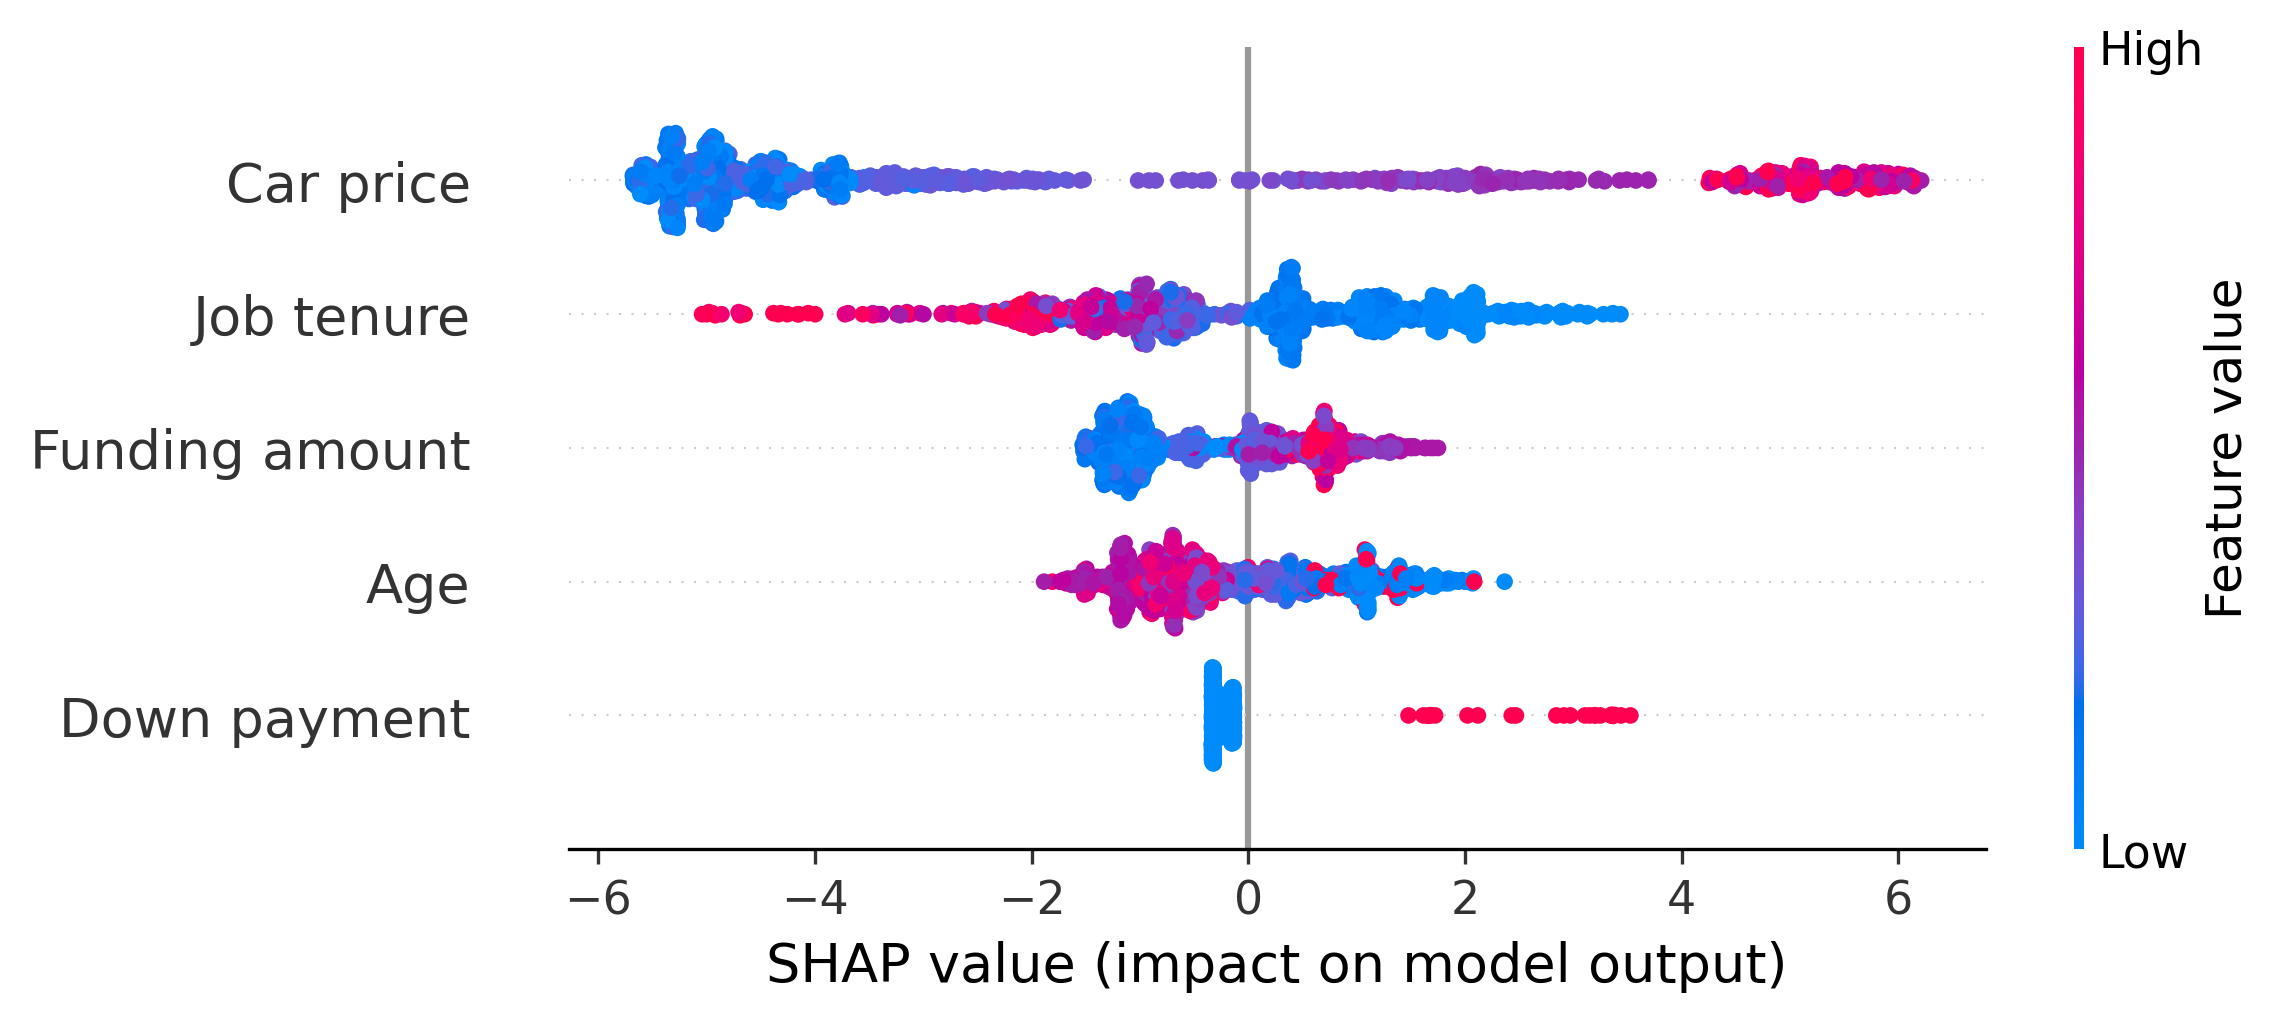 High
Car price
Job tenure
Funding amount
Age
Down payment
Feature value
Low
−6 −4 −2 0 2 4 6
SHAP value (impact on model output)